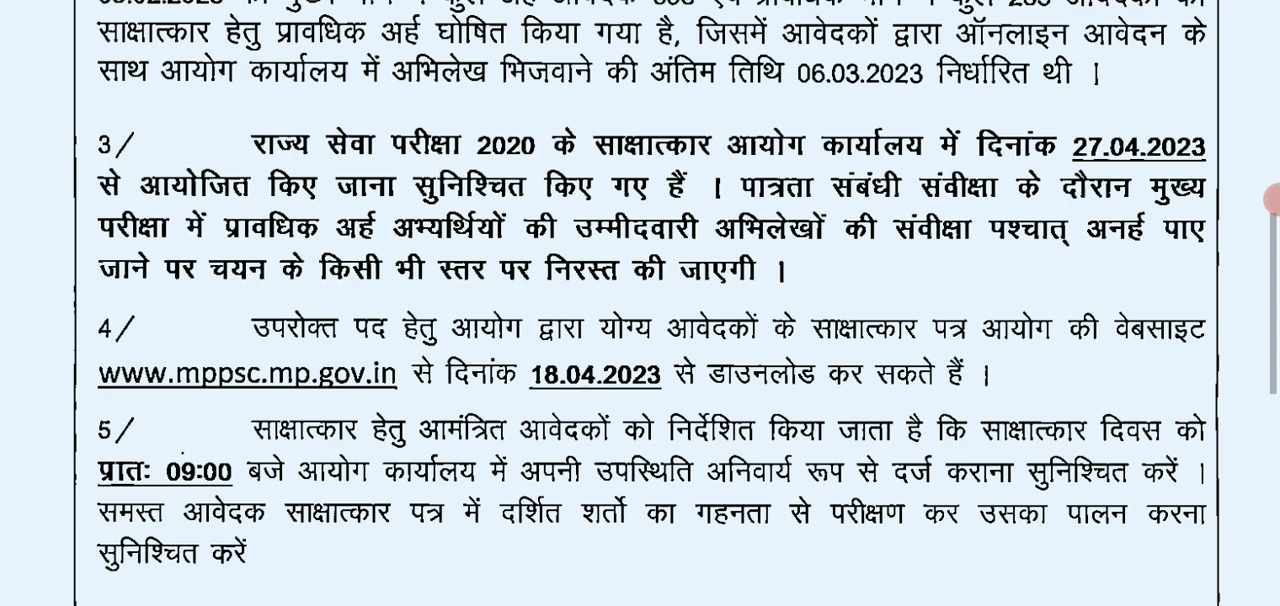 साक्षात्कार हेतु प्रावधिक अर्ह घोषित किया गया है, जिसमें आवेदकों द्वारा ऑनलाइन आवेदन के
साथ आयोग कार्यालय में अभिलेख भिजवाने की अंतिम तिथि 06.03.2023 निर्धारित थी ।
3/ राज्य सेवा परीक्षा 2020 के साक्षात्कार आयोग कार्यालय में दिनांक 27.04.2023
से आयोजित किए जाना सुनिश्चित किए गए हैं । पात्रता संबंधी संवीक्षा के दौरान मुख्य
परीक्षा में प्रावधिक अर्ह अभ्यर्थियों की उम्मीदवारी अभिलेखों की संवीक्षा पश्चात् अनर्ह पाए
जाने पर चयन के किसी भी स्तर पर निरस्त की जाएगी ।
4/ उपरोक्त पद हेतु आयोग द्वारा योग्य आवेदकों के साक्षात्कार पत्र आयोग की वेबसाइट
www.mppsc.mp.gov.in से दिनांक 18.04.2023 से डाउनलोड कर सकते हैं ।
5/ साक्षात्कार हेतु आमंत्रित आवेदकों को निर्देशित किया जाता है कि साक्षात्कार दिवस को
प्रातः 09:00 बजे आयोग कार्यालय में अपनी उपस्थिति अनिवार्य रूप से दर्ज कराना सुनिश्चित करें ।
समस्त आवेदक साक्षात्कार पत्र में दर्शित शर्तो का गहनता से परीक्षण कर उसका पालन करना
सुनिश्चित करें